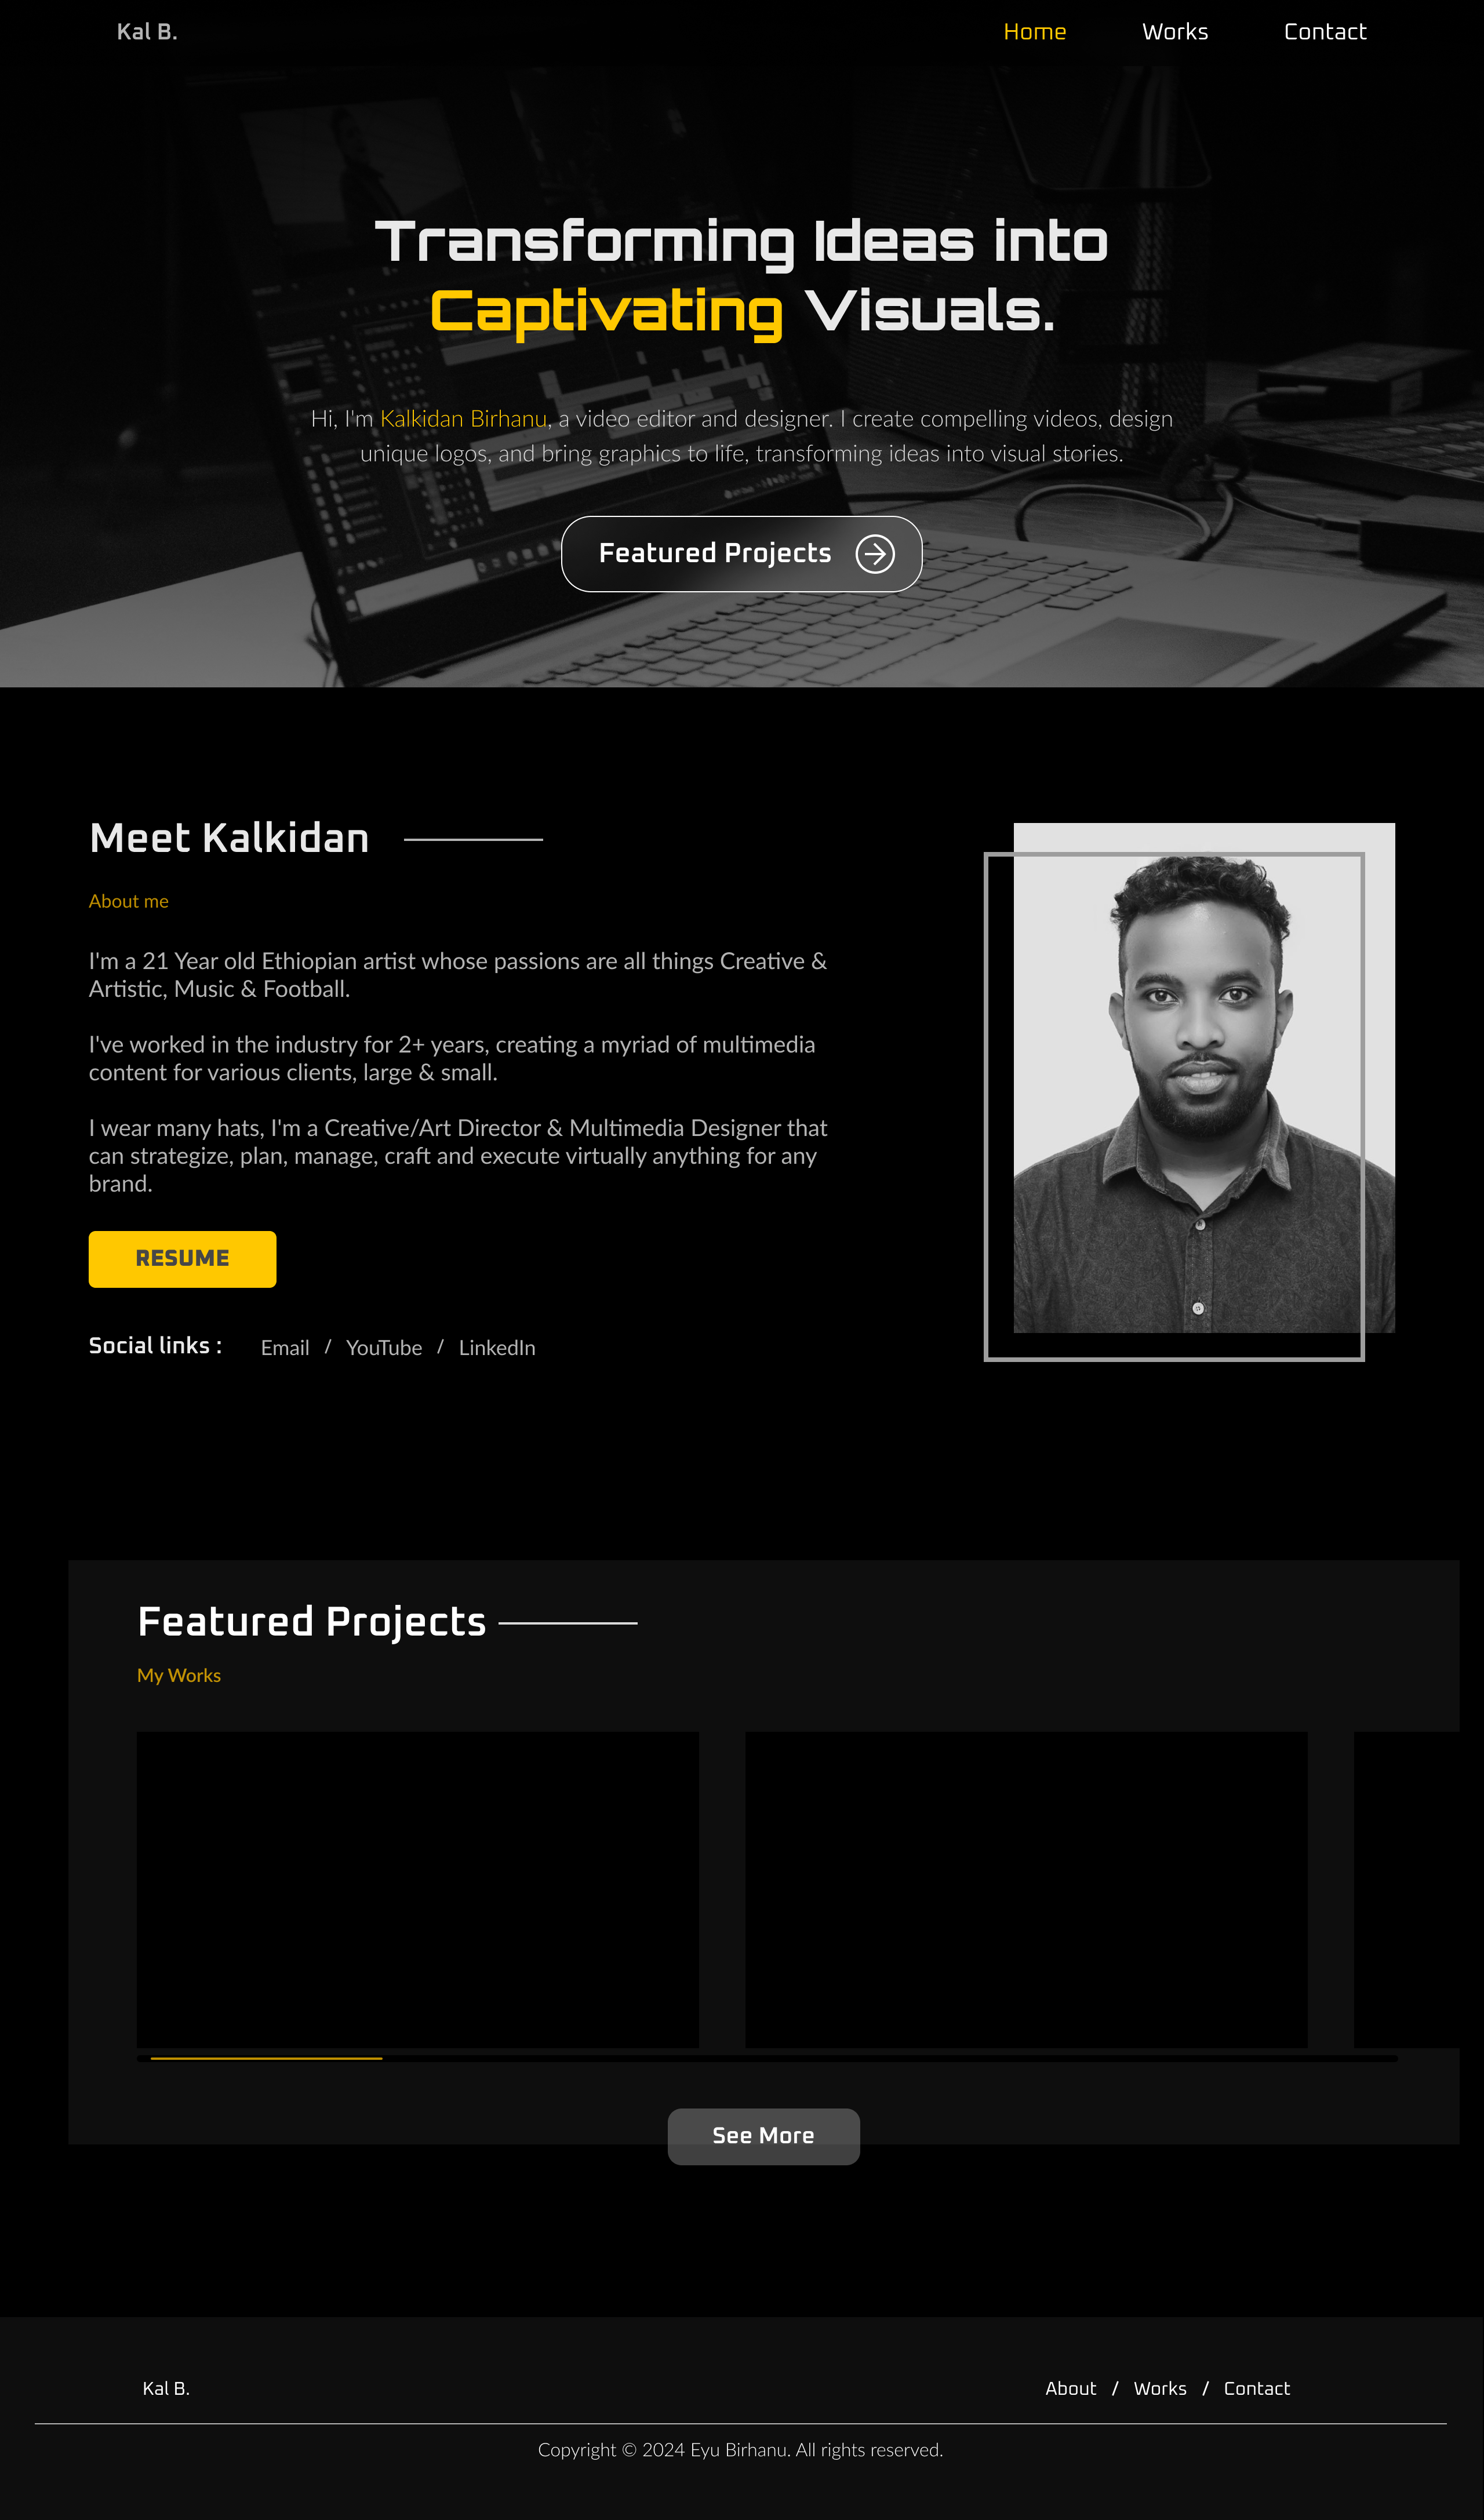 Kal B. Home Works Contact
Transforming Ideas into
Captivating Visuals.
Hi, I'm Kalkidan Birhanu, a video editor and designer. I create compelling videos, design
unique logos, and bring graphics to life, transforming ideas into visual stories.
Featured Projects
Meet Kalkidan
About me
I'm a 21 Year old Ethiopian artist whose passions are all things Creative &
Artistic, Music & Football.
I've worked in the industry for 2+ years, creating a myriad of multimedia
content for various clients, large & small.
I wear many hats, I'm a Creative/Art Director & Multimedia Designer that
can strategize, plan, manage, craft and execute virtually anything for any
brand.
RESUME
Social links : Email / YouTube / LinkedIn
Featured Projects
My Works
See More
Kal B. About / Works / Contact
Copyright © 2024 Eyu Birhanu. All rights reserved.